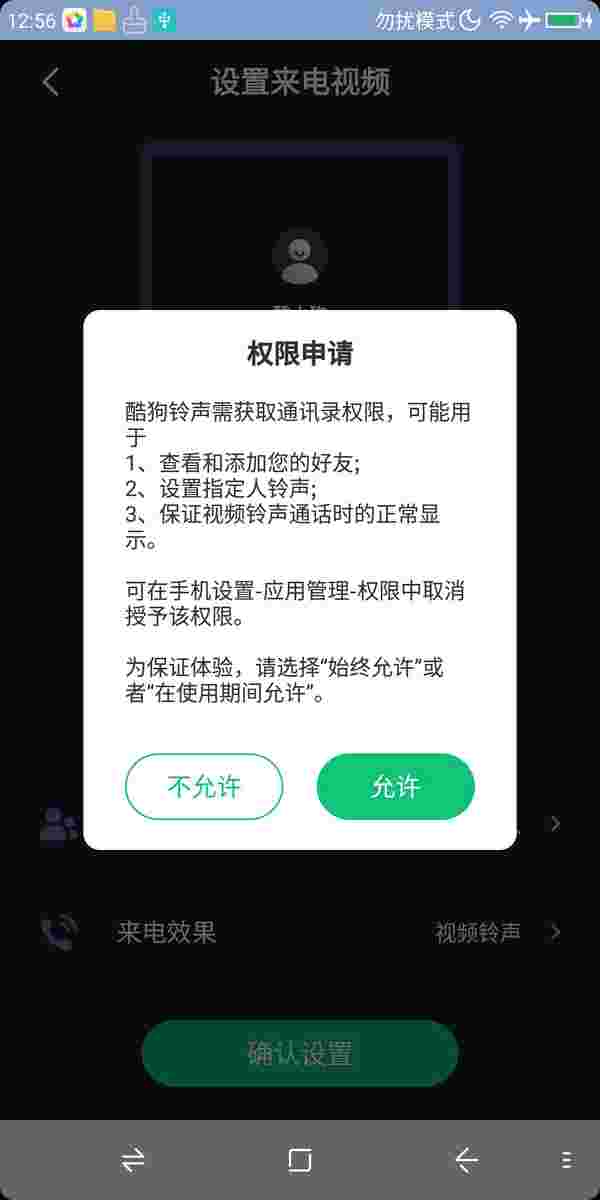 12:56
勿扰模式
设置来电视频
权限申请
酷狗铃声需获取通讯录权限，可能用
于
1、查看和添加您的好友;
2、设置指定人铃声;
3、保证视频铃声通话时的正常显
示。
可在手机设置-应用管理-权限中取消
授予该权限。
为保证体验，请选择“始终允许”或
者“在使用期间允许”。
不允许
允许
来电效果
视频铃声
确认设置